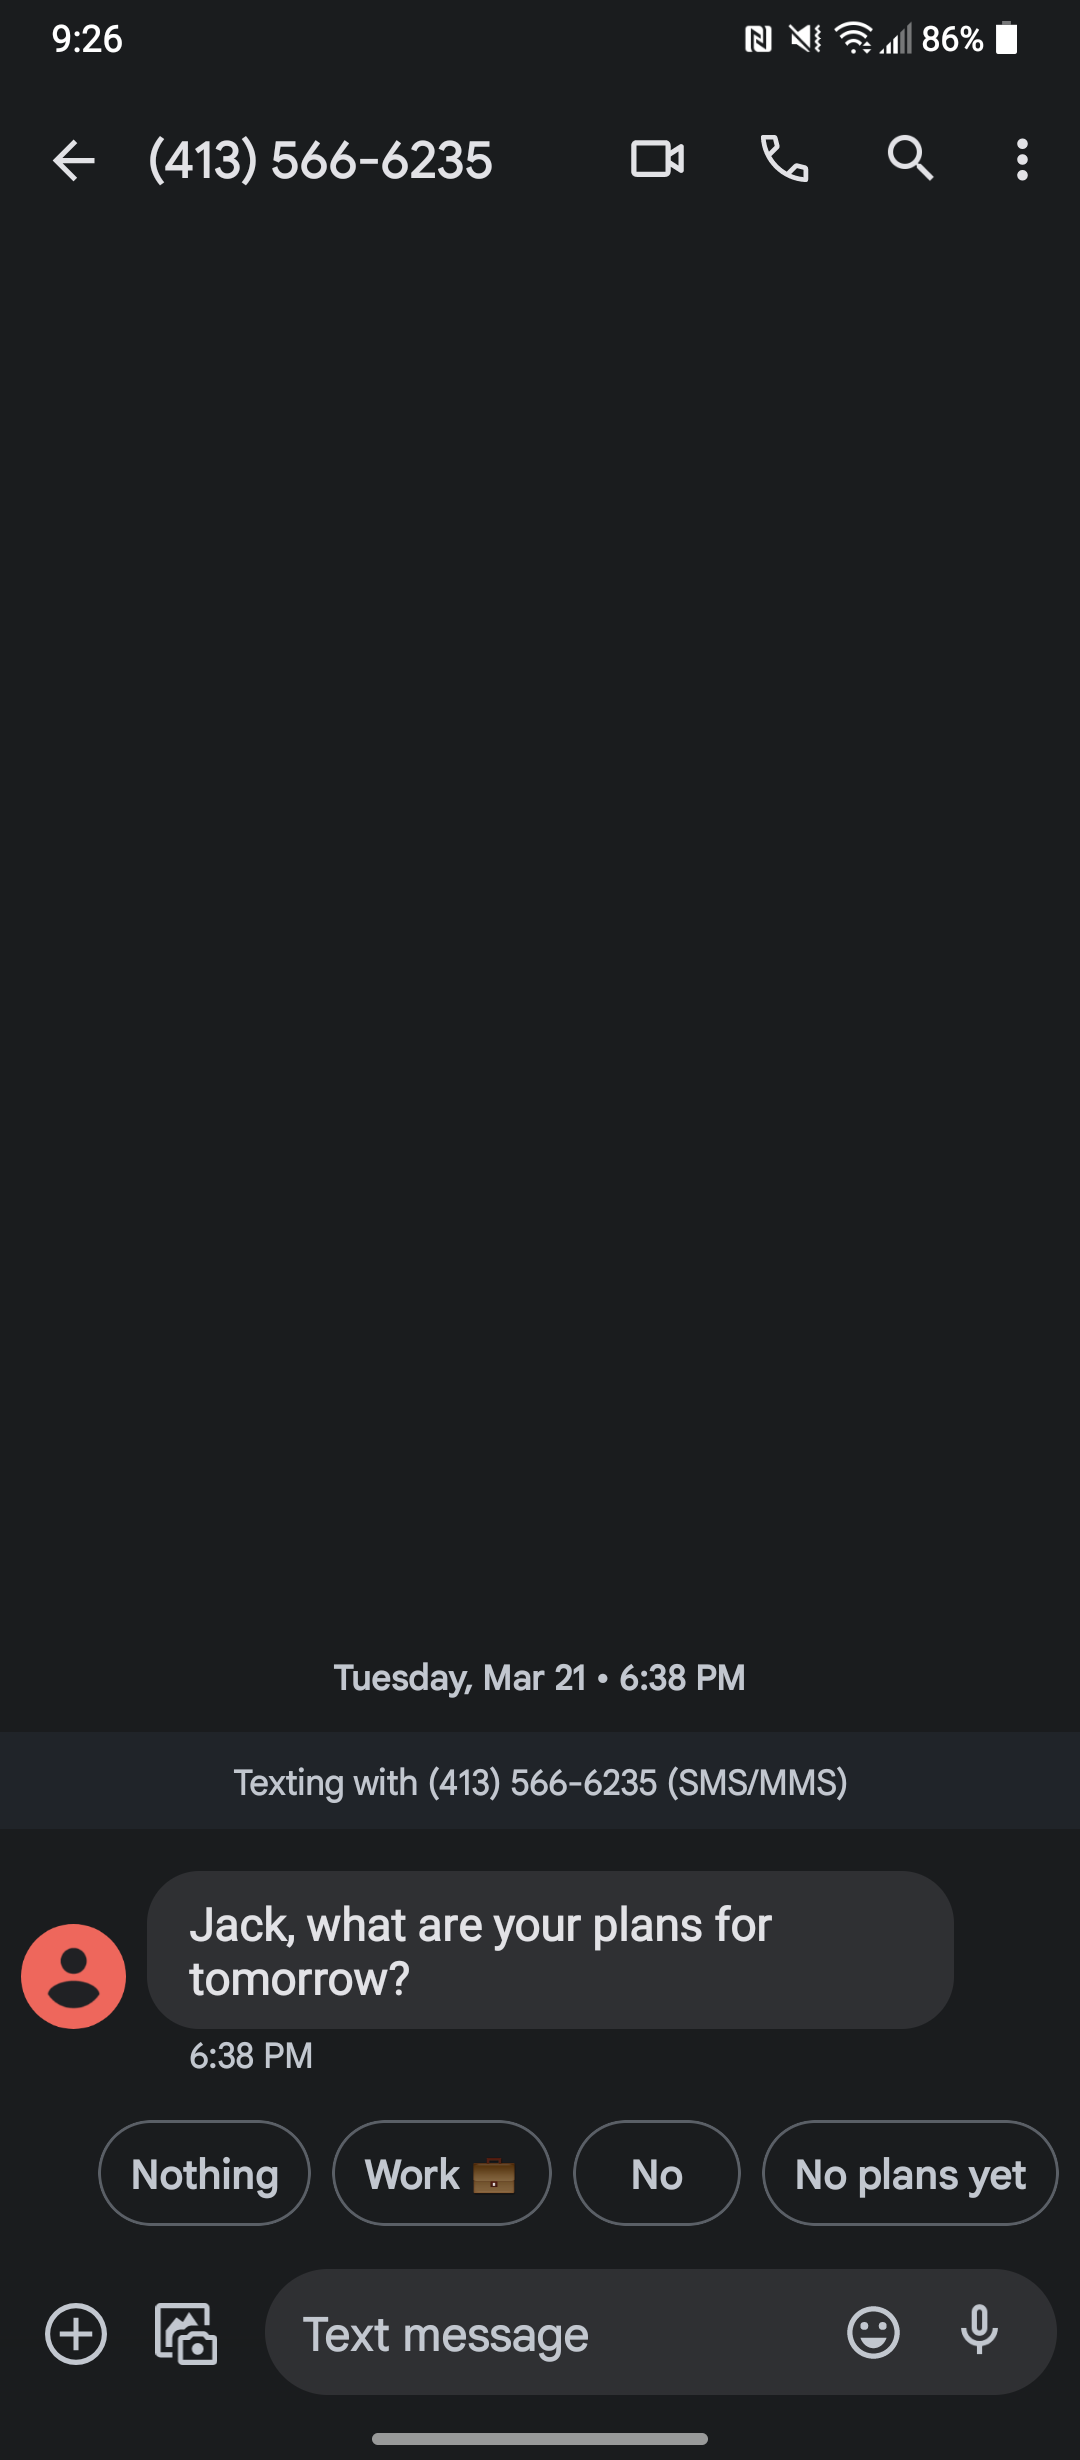 9:26 86%
(413) 566-6235
Tuesday, Mar 21 • 6:38 PM
Texting with (413) 566-6235 (SMS/MMS)
Jack, what are your plans for
tomorrow?
6:38 PM
Nothing Work 💼 No No plans yet
Text message